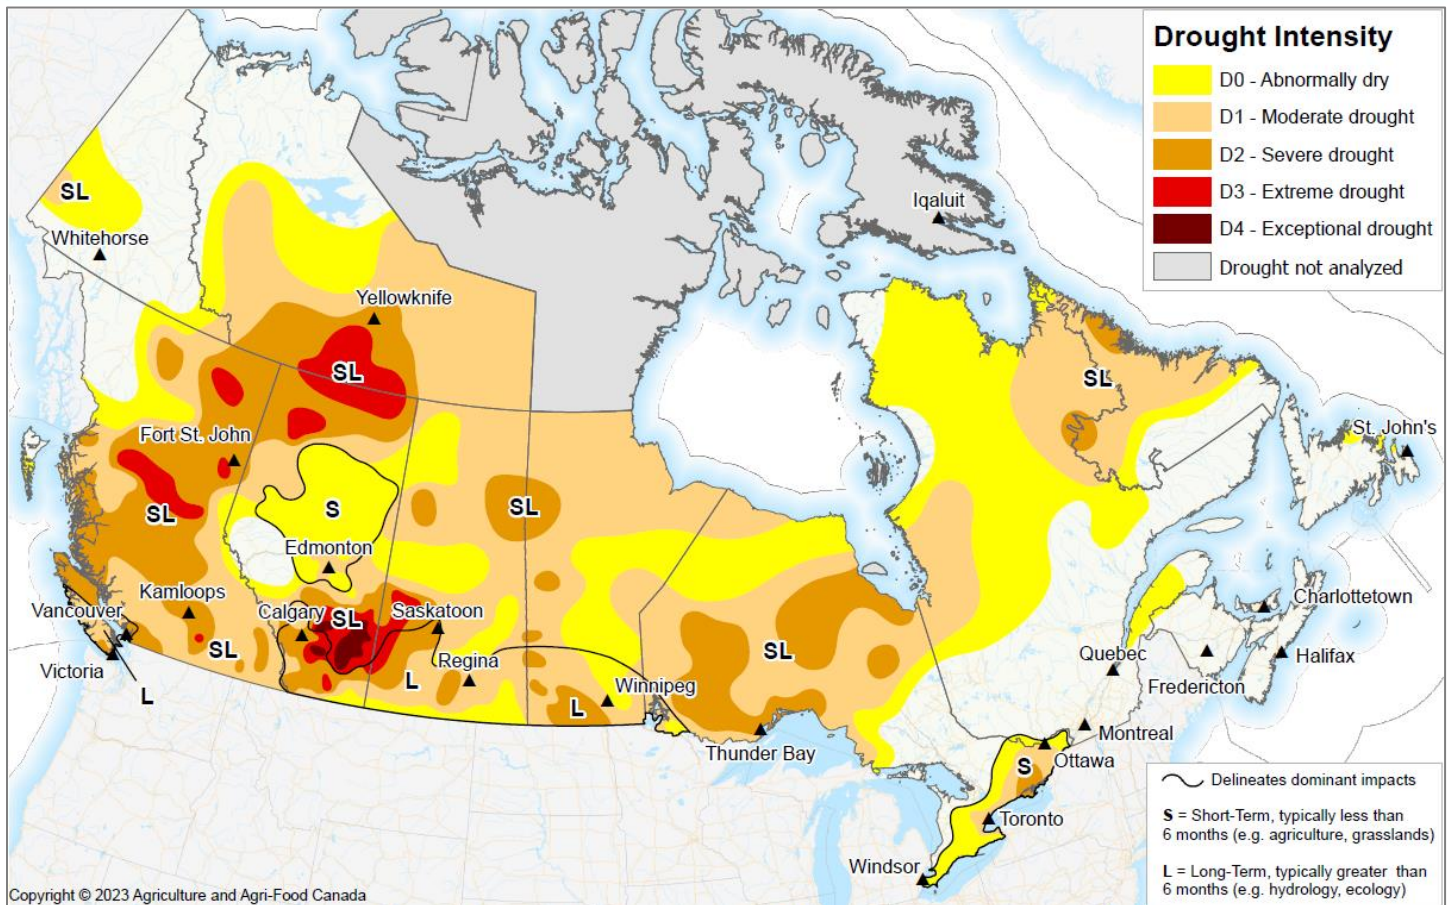 Drought Intensity
D0 - Abnormally dry
D1 - Moderate drought
D2 - Severe drought
D3 - Extreme drought
D4 - Exceptional drought
Drought not analyzed
Iqaluit
SL
Whitehorse
Yellowknife
SL
SL
Fort St. John
St. John's
S
SL
SL
Edmonton
Kamloops
Charlottetown
Vancouver
Calgary
SL
Saskatoon
SL
SL
Quebec
Halifax
Victoria
Regina
L
L
Winnipeg
L
Fredericton
Thunder Bay
Montreal
S
Ottawa
Toronto
Windsor
Delineates dominant impacts
S = Short-Term, typically less than
6 months (e.g. agriculture, grasslands)
L = Long-Term, typically greater than
6 months (e.g. hydrology, ecology)
Copyright © 2023 Agriculture and Agri-Food Canada